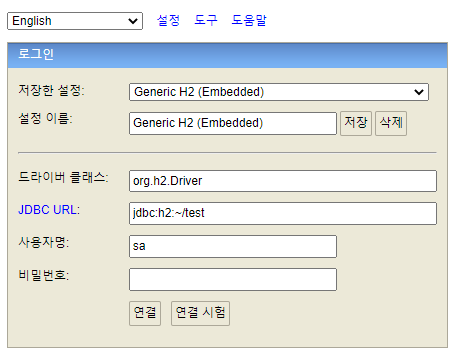 English 설정 도구 도움말
로그인
저장한 설정: Generic H2 (Embedded)
설정 이름: Generic H2 (Embedded) 저장 삭제
드라이버 클래스: org.h2.Driver
JDBC URL: jdbc:h2:~/test
사용자명: sa
비밀번호:
연결 연결 시험